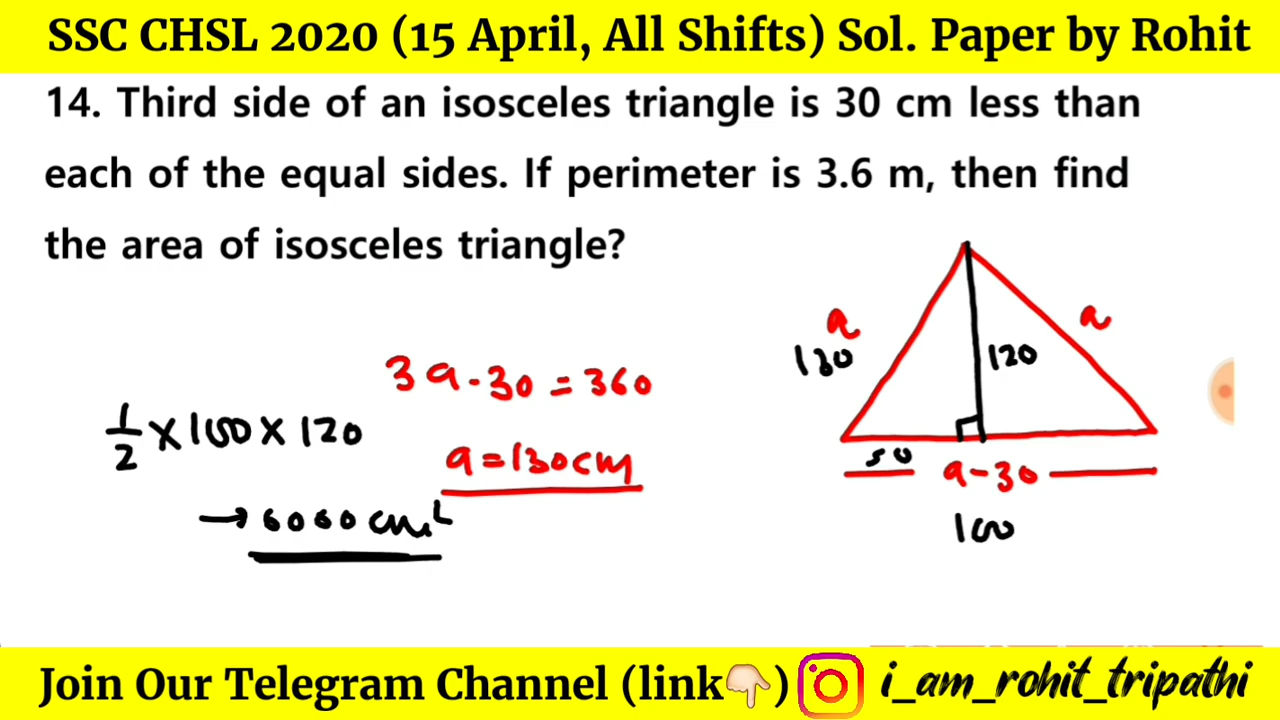 SSC CHSL 2020 (15 April, All Shifts) Sol. Paper by Rohit
14. Third side of an isosceles triangle is 30 cm less than
each of the equal sides. If perimeter is 3.6 m, then find
the area of isosceles triangle?
a
a
130
120
3a-30=360
1/2 × 100 × 120
a=130cm
50
a-30
→ 6000 cm²
100
Join Our Telegram Channel (link👇) i_am_rohit_tripathi